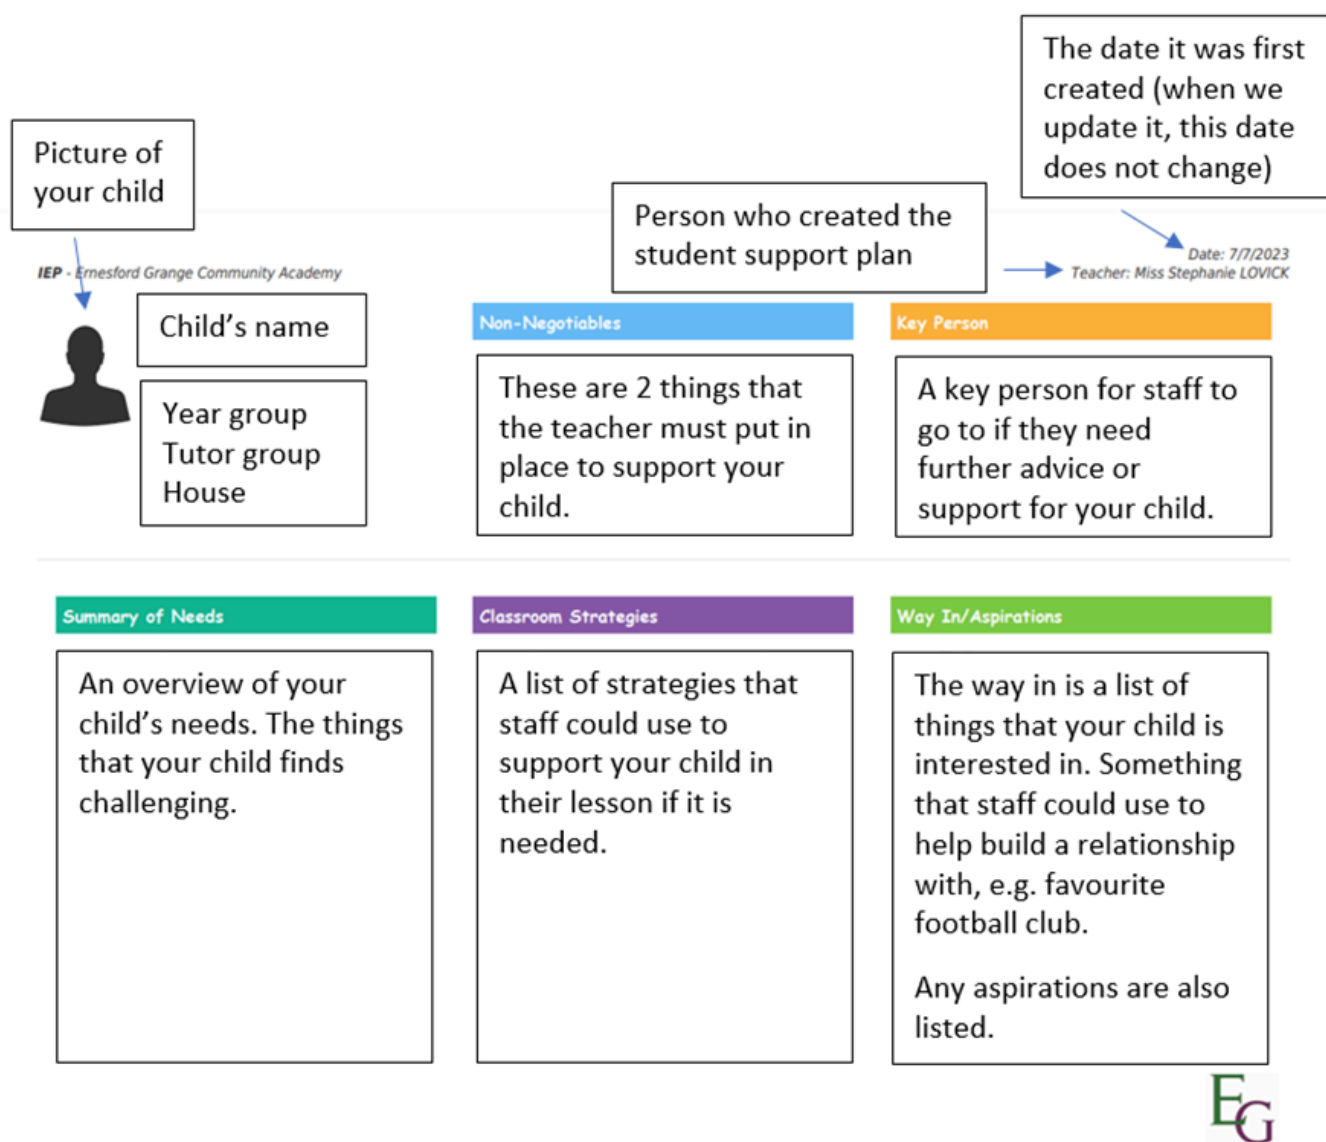 The date it was first
created (when we
update it, this date
does not change)
Picture of
your child
Person who created the
student support plan
Date: 7/7/2023
Teacher: Miss Stephanie LOVICK
IEP - Ernesford Grange Community Academy
Child's name
Year group
Tutor group
House
Non-Negotiables
These are 2 things that
the teacher must put in
place to support your
child.
Key Person
A key person for staff to
go to if they need
further advice or
support for your child.
Summary of Needs
An overview of your
child's needs. The things
that your child finds
challenging.
Classroom Strategies
A list of strategies that
staff could use to
support your child in
their lesson if it is
needed.
Way In/Aspirations
The way in is a list of
things that your child is
interested in. Something
that staff could use to
help build a relationship
with, e.g. favourite
football club.
Any aspirations are also
listed.
EG